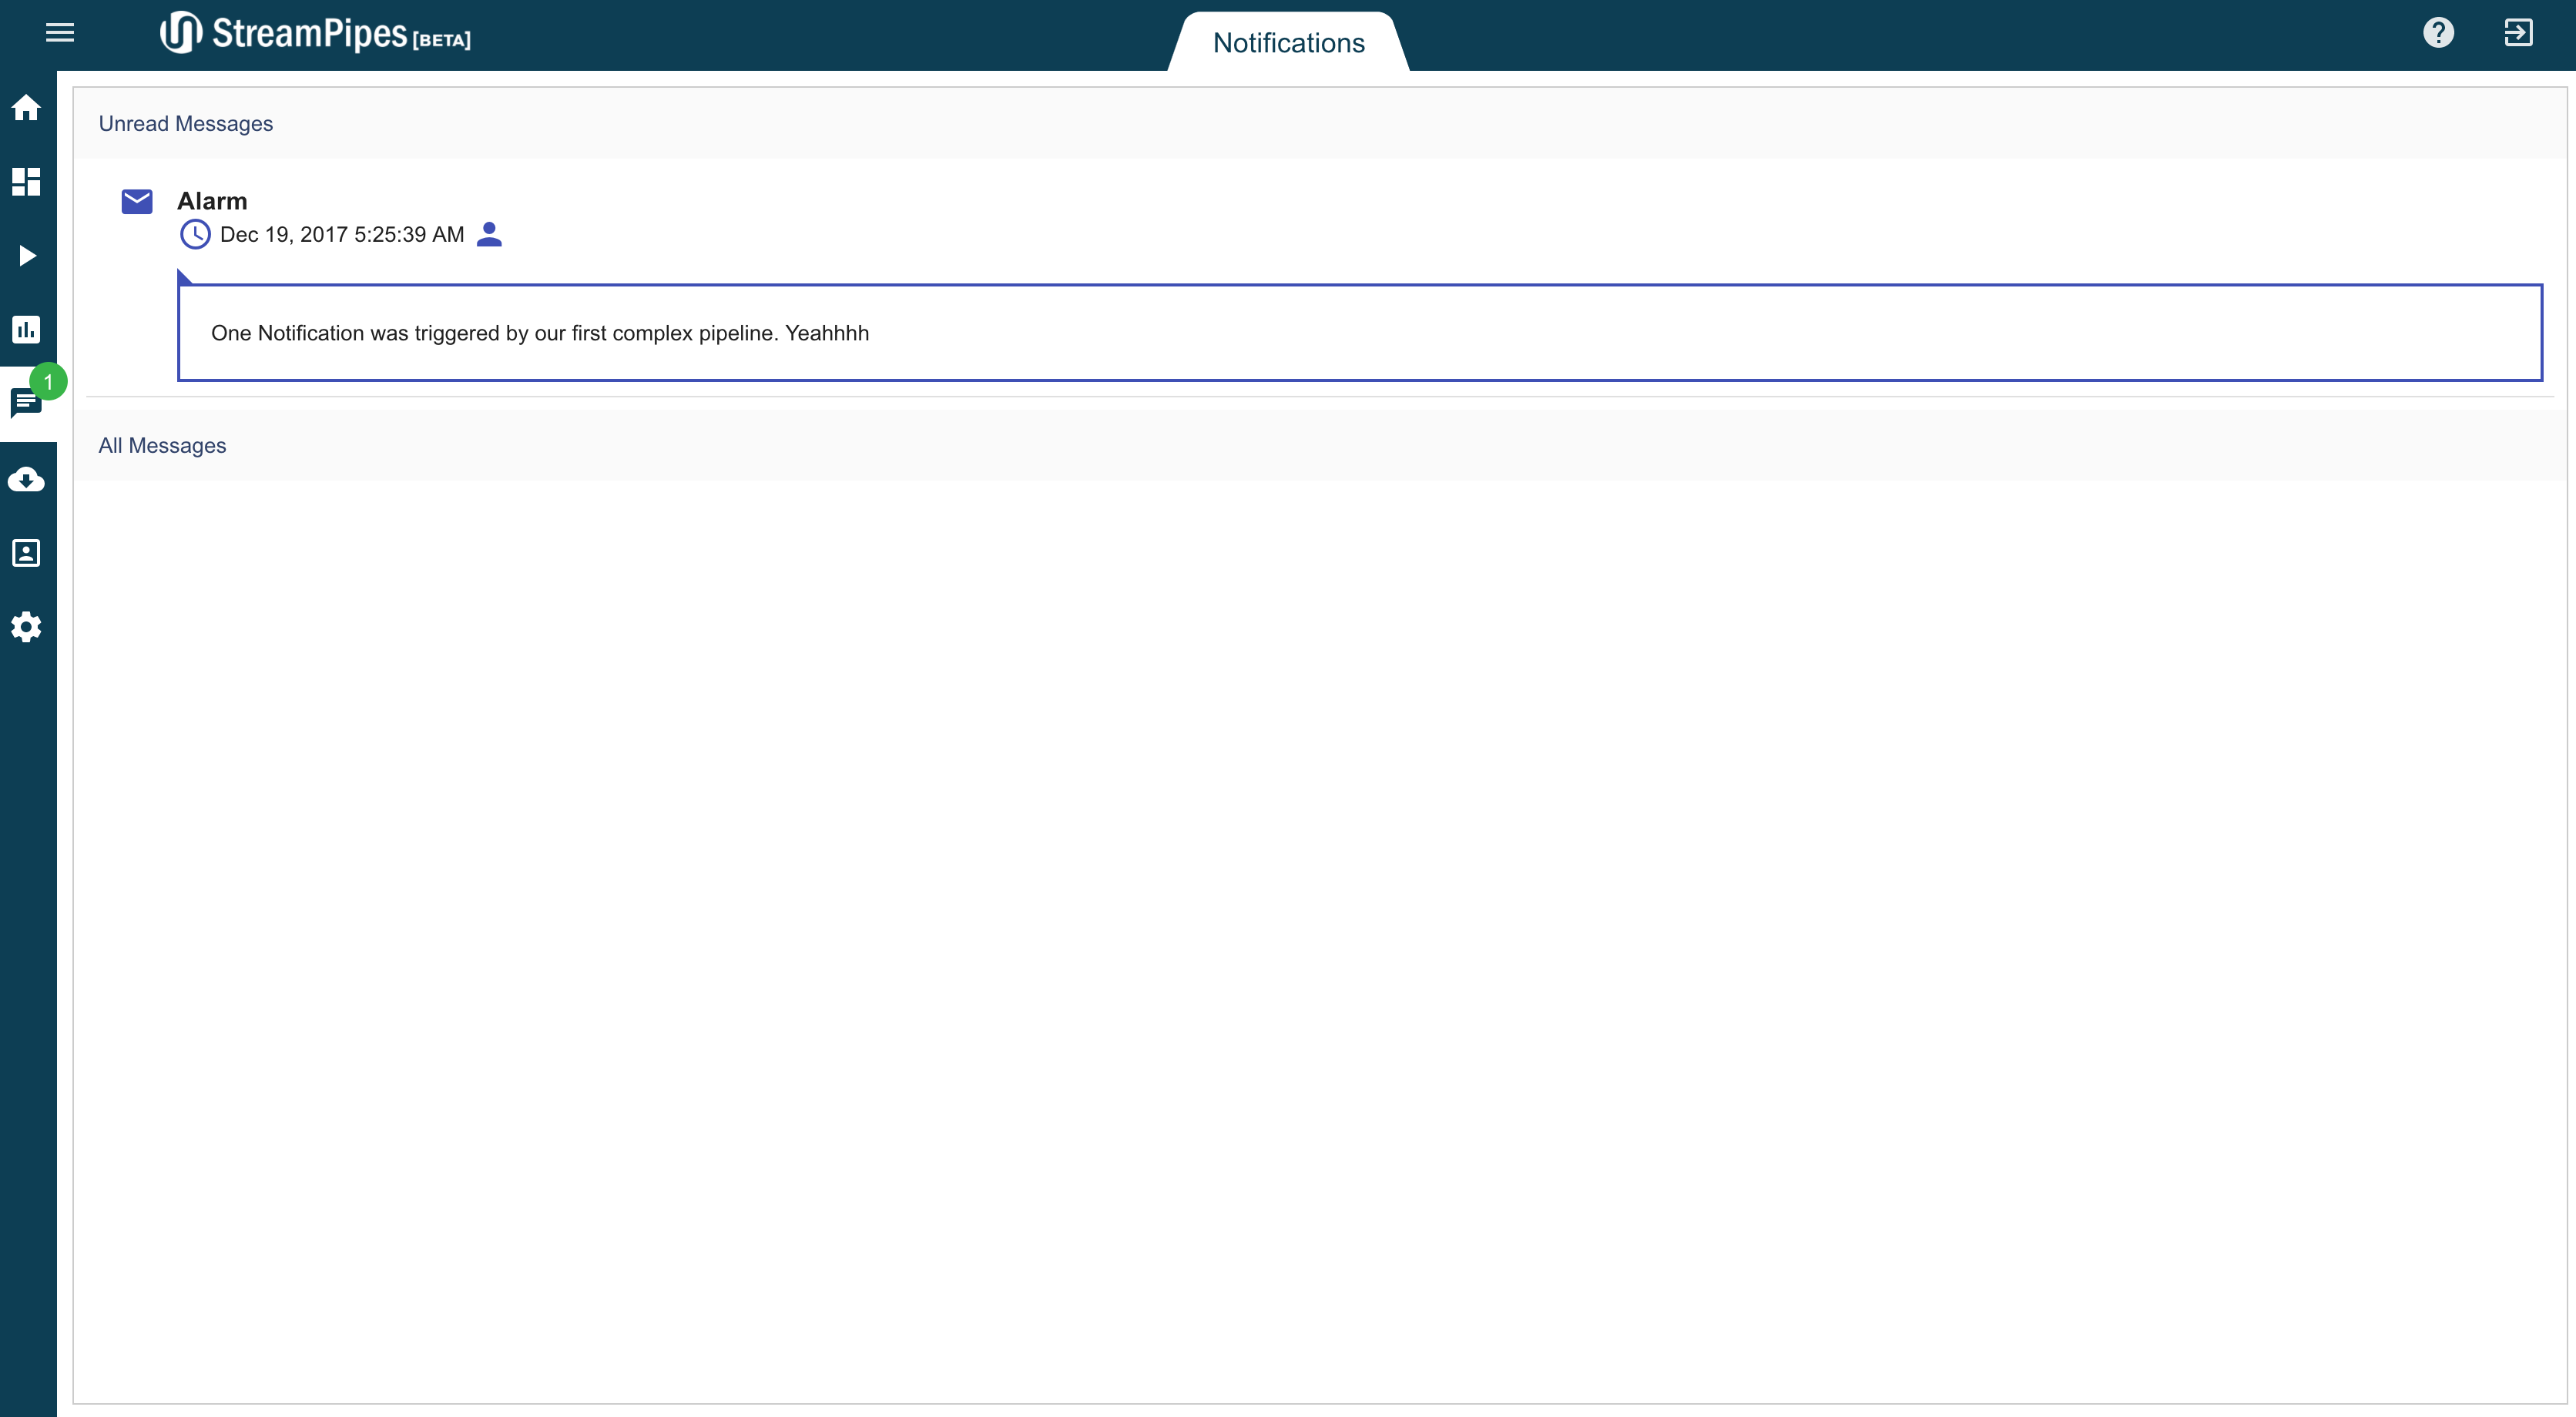 StreamPipes [BETA]
Notifications
Unread Messages
Alarm
Dec 19, 2017 5:25:39 AM
One Notification was triggered by our first complex pipeline. Yeahhhh
1
All Messages